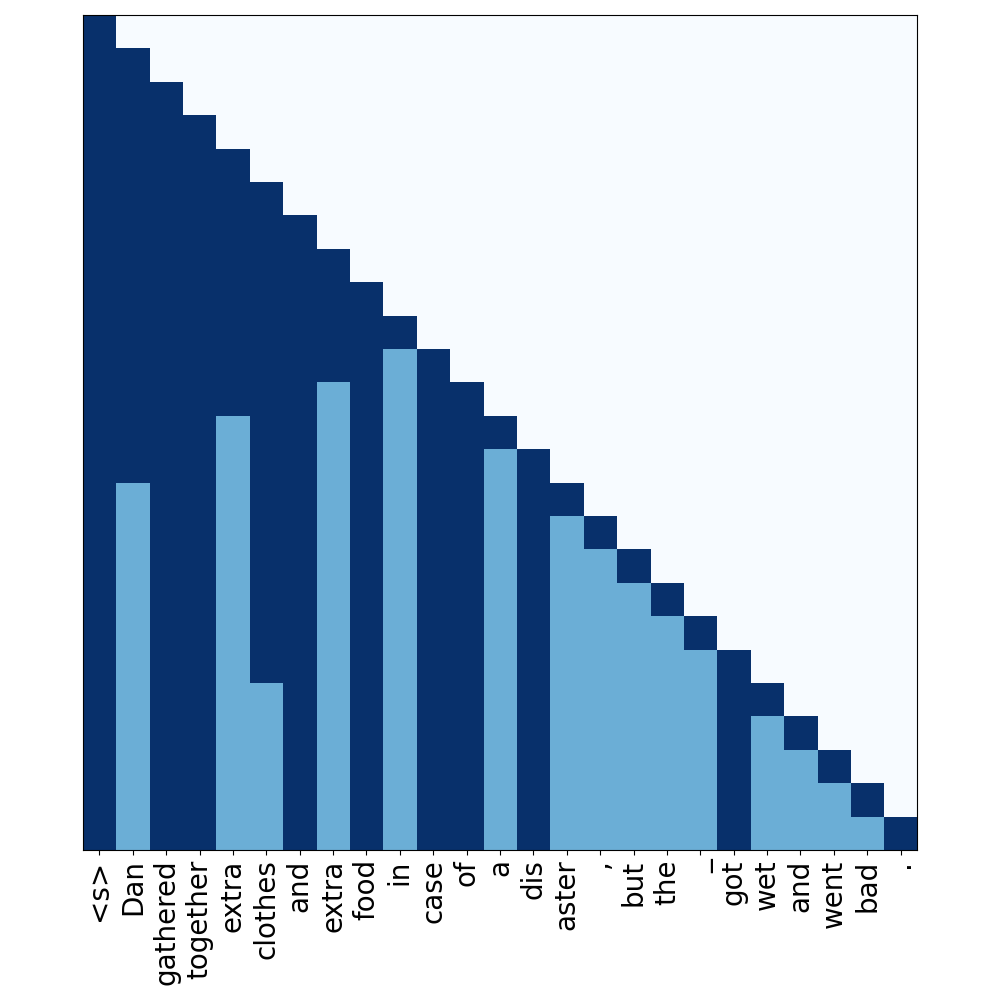 <s> Dan gathered together extra clothes and extra food in case of a dis aster , but the _ got wet and went bad .